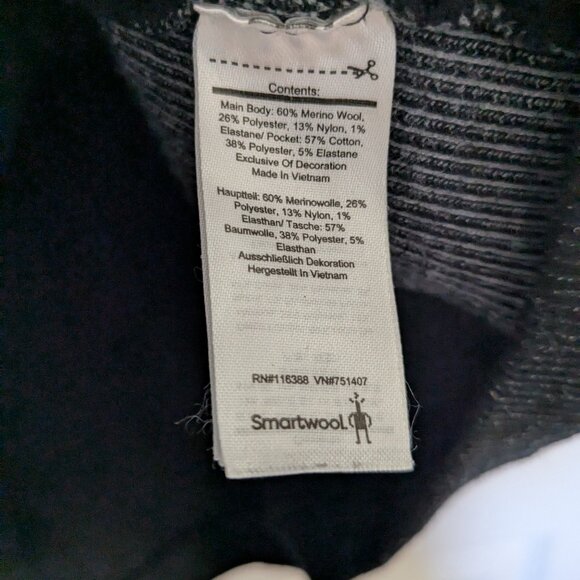 Contents:
Main Body: 60% Merino Wool,
26% Polyester, 13% Nylon, 1%
Elastane/ Pocket: 57% Cotton,
38% Polyester, 5% Elastane
Exclusive Of Decoration
Made In Vietnam
Hauptteil: 60% Merinowolle, 26%
Polyester, 13% Nylon, 1%
Elasthan/ Tasche: 57%
Baumwolle, 38% Polyester, 5%
Elasthan
Ausschließlich Dekoration
Hergestellt In Vietnam
RN#116388 VN#751407
Smartwool.